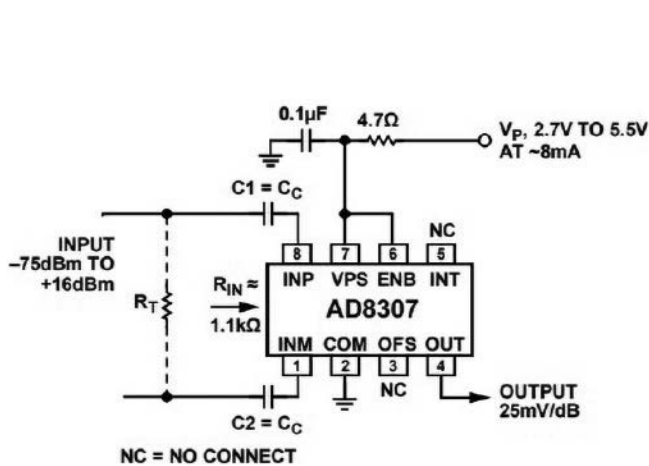 0.1µF
4.7Ω
V_P, 2.7V TO 5.5V
AT ~8mA
C1 = C_C
NC
INPUT
–75dBm TO
+16dBm
8
7
6
5
INP
VPS
ENB
INT
R_T
R_IN ≈
1.1kΩ
AD8307
INM
COM
OFS
OUT
1
2
3
4
NC
OUTPUT
25mV/dB
C2 = C_C
NC = NO CONNECT